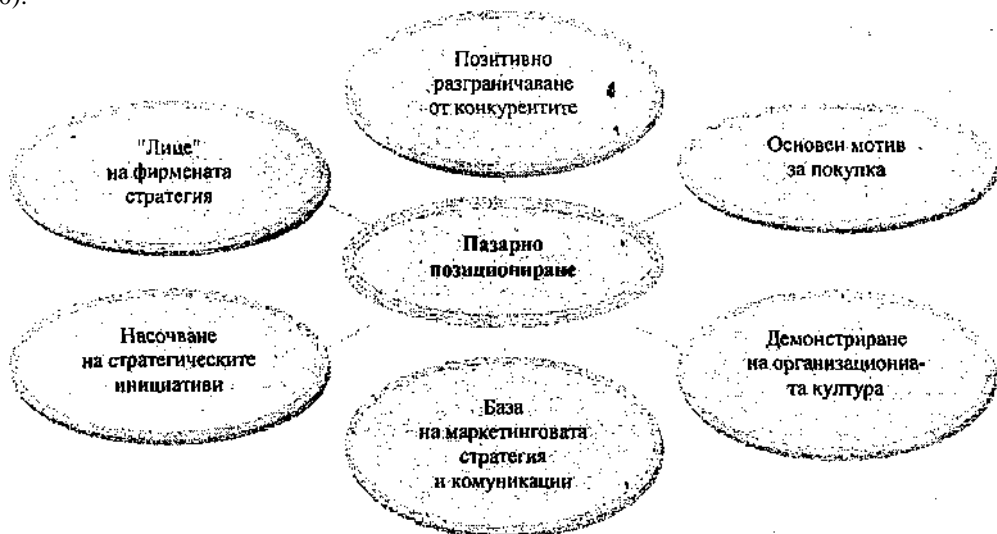 6).
Позитивно
разграничаване
от конкурентите
"Лице"
на фирмената
стратегия
Основен мотив
за покупка
Пазарно
позициониране
Насочване
на стратегическите
инициативи
Демонстриране
на организационна-
та култура
База
на маркетинговата
стратегия
и комуникации